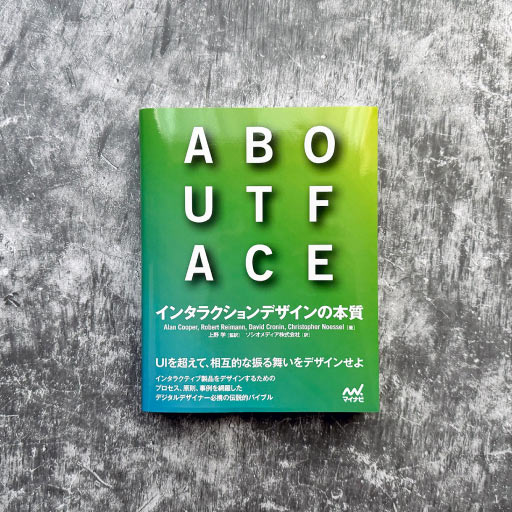 ABO
UTF
ACE
インタラクションデザインの本質
Alan Cooper, Robert Reimann, David Cronin, Christopher Noessel [著]
上野 学 [監訳] ソシオメディア株式会社 [訳]
UIを超えて、相互的な振る舞いをデザインせよ
インタラクティブ製品をデザインするための
プロセス、原則、事例を網羅した
デジタルデザイナー必携の伝説的バイブル
マイナビ